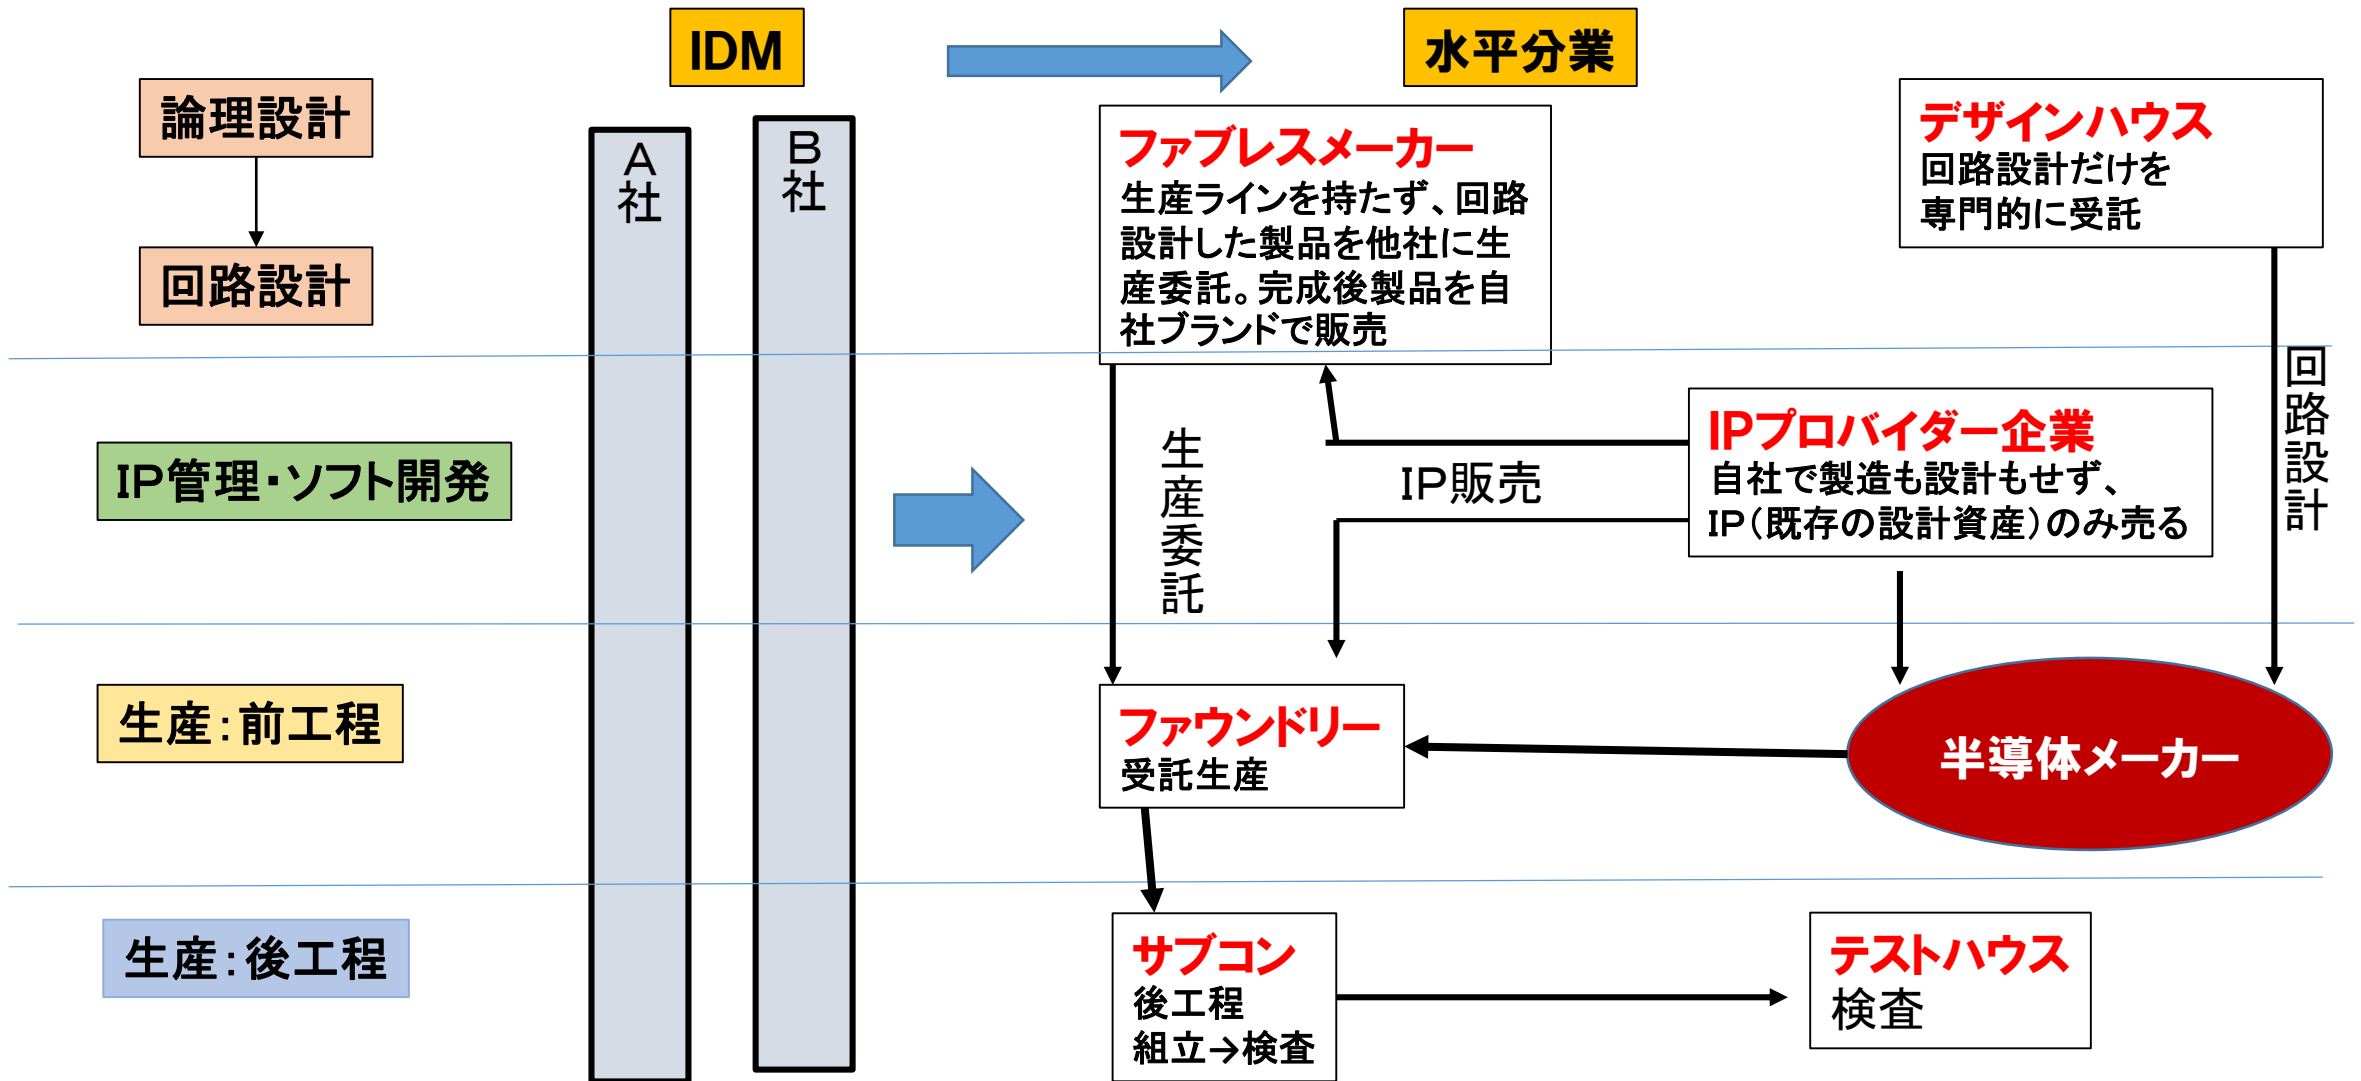 IDM
水平分業
論理設計
回路設計
IP管理・ソフト開発
生産：前工程
生産：後工程
A社
B社
ファブレスメーカー
生産ラインを持たず、回路
設計した製品を他社に生
産委託。完成後製品を自
社ブランドで販売
デザインハウス
回路設計だけを
専門的に受託
回路設計
生産委託
IP販売
IPプロバイダー企業
自社で製造も設計もせず、
IP（既存の設計資産）のみ売る
ファウンドリー
受託生産
半導体メーカー
サブコン
後工程
組立→検査
テストハウス
検査